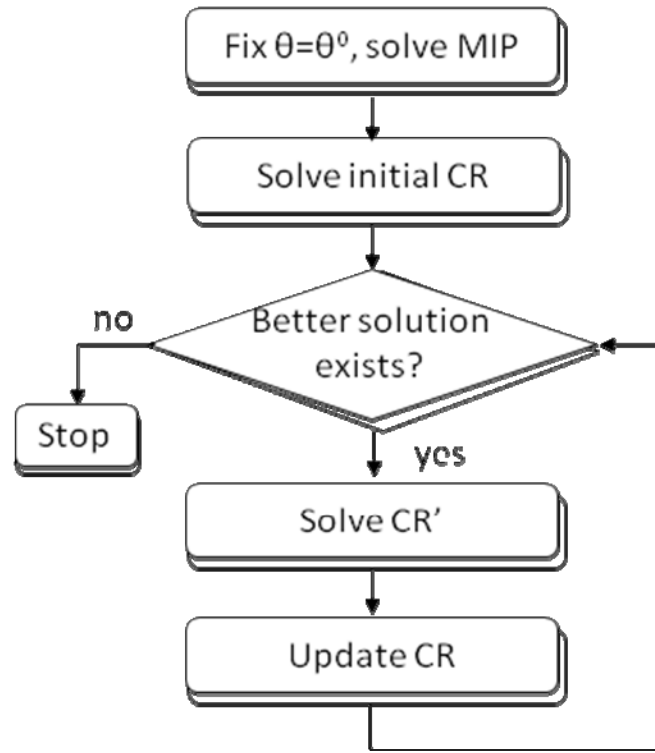 Fix θ=θ⁰, solve MIP
Solve initial CR
Better solution
exists?
no
yes
Stop
Solve CR’
Update CR